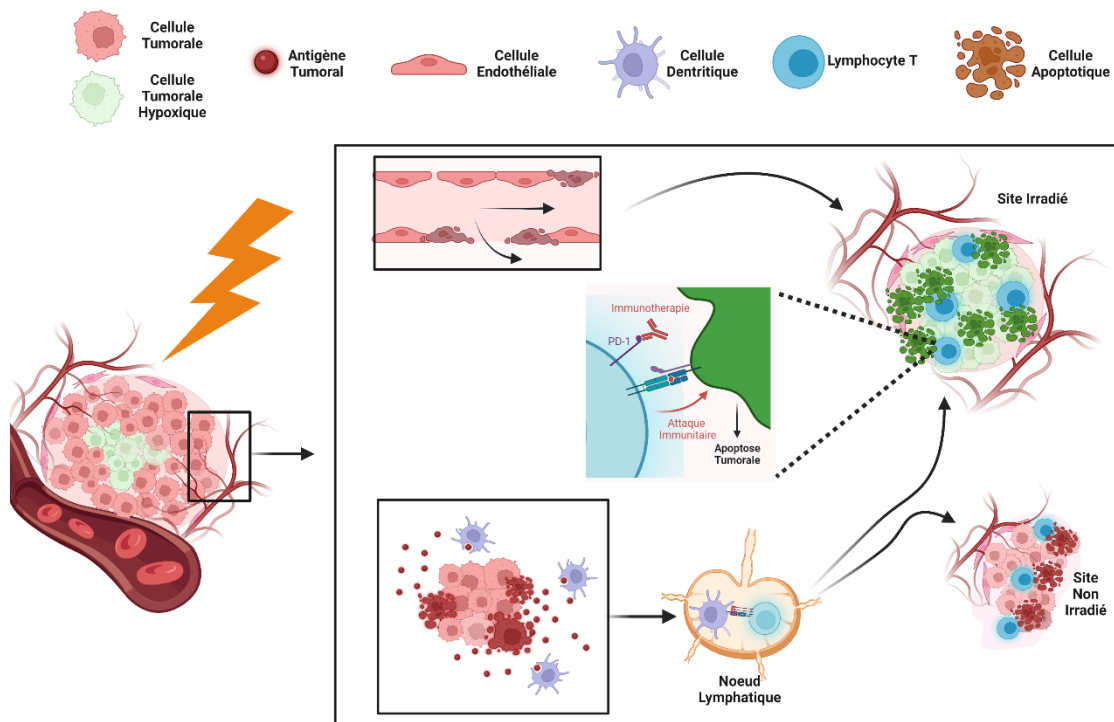 Cellule
Tumorale
Cellule
Tumorale
Hypoxique
Antigène
Tumoral
Cellule
Endothéliale
Cellule
Dentritique
Lymphocyte T
Cellule
Apoptotique
Site Irradié
Immunotherapie
PD-1
Attaque
Immunitaire
Apoptose
Tumorale
Noeud
Lymphatique
Site
Non
Irradié